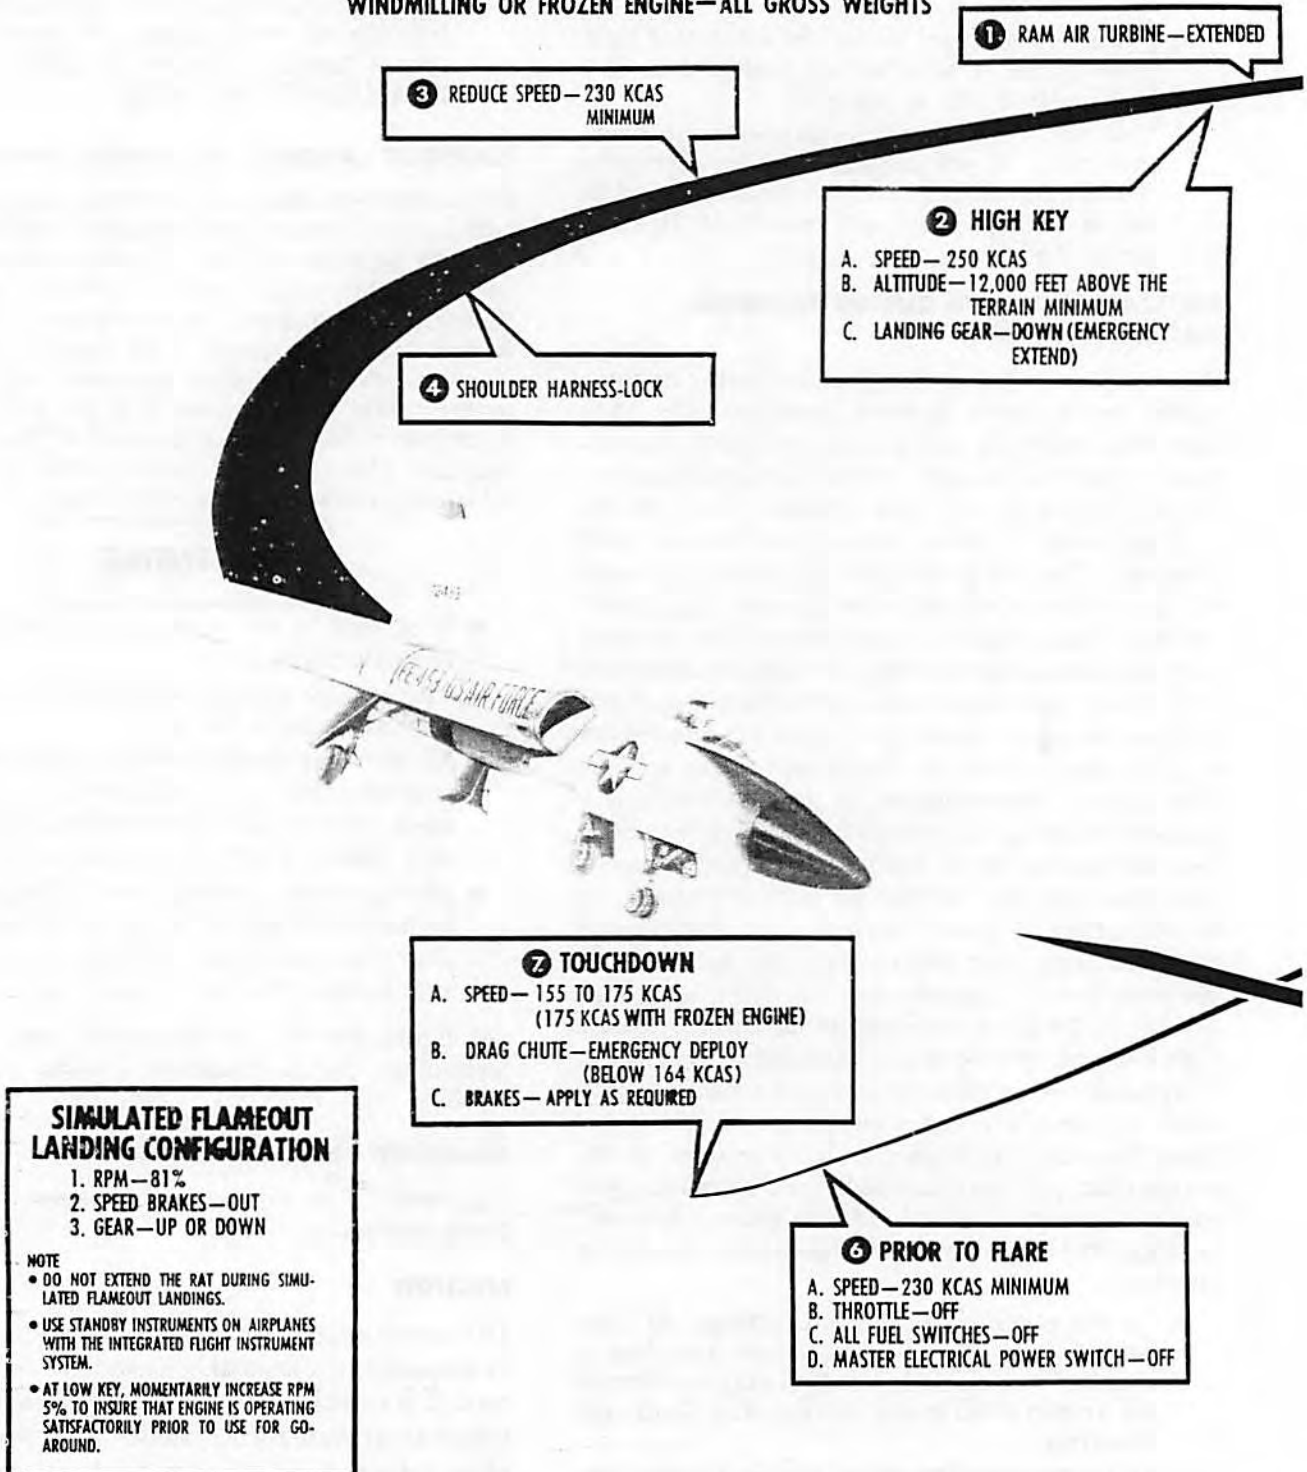 WINDMILLING OR FROZEN ENGINE—ALL GROSS WEIGHTS
1. RAM AIR TURBINE—EXTENDED
3 REDUCE SPEED—230 KCAS
MINIMUM
2 HIGH KEY
A. SPEED—250 KCAS
B. ALTITUDE—12,000 FEET ABOVE THE
TERRAIN MINIMUM
C. LANDING GEAR—DOWN (EMERGENCY
EXTEND)
4 SHOULDER HARNESS-LOCK
US AIR FORCE
7 TOUCHDOWN
A. SPEED—155 TO 175 KCAS
(175 KCAS WITH FROZEN ENGINE)
B. DRAG CHUTE—EMERGENCY DEPLOY
(BELOW 164 KCAS)
C. BRAKES—APPLY AS REQUIRED
SIMULATED FLAMEOUT
LANDING CONFIGURATION
1. RPM—81%
2. SPEED BRAKES—OUT
3. GEAR—UP OR DOWN
NOTE
• DO NOT EXTEND THE RAT DURING SIMU-
LATED FLAMEOUT LANDINGS.
• USE STANDBY INSTRUMENTS ON AIRPLANES
WITH THE INTEGRATED FLIGHT INSTRUMENT
SYSTEM.
• AT LOW KEY, MOMENTARILY INCREASE RPM
5% TO INSURE THAT ENGINE IS OPERATING
SATISFACTORILY PRIOR TO USE FOR GO-
AROUND.
6 PRIOR TO FLARE
A. SPEED—230 KCAS MINIMUM
B. THROTTLE—OFF
C. ALL FUEL SWITCHES—OFF
D. MASTER ELECTRICAL POWER SWITCH—OFF